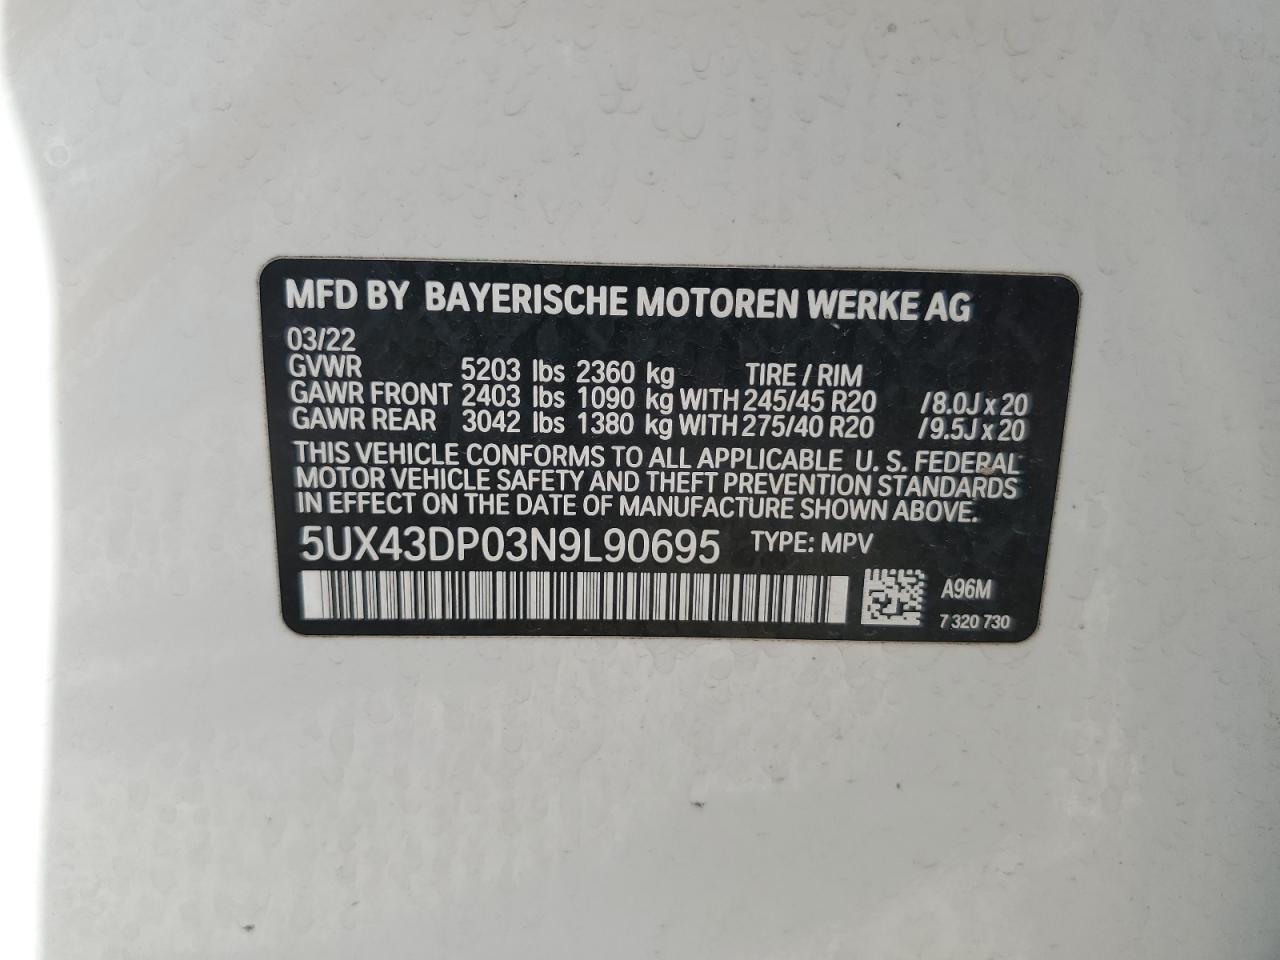 MFD BY BAYERISCHE MOTOREN WERKE AG
03/22
GVWR 5203 lbs 2360 kg TIRE / RIM
GAWR FRONT 2403 lbs 1090 kg WITH 245/45 R20 /8.0J x 20
GAWR REAR 3042 lbs 1380 kg WITH 275/40 R20 /9.5J x 20
THIS VEHICLE CONFORMS TO ALL APPLICABLE U. S. FEDERAL
MOTOR VEHICLE SAFETY AND THEFT PREVENTION STANDARDS
IN EFFECT ON THE DATE OF MANUFACTURE SHOWN ABOVE.
5UX43DP03N9L90695 TYPE: MPV
A96M
7 320 730